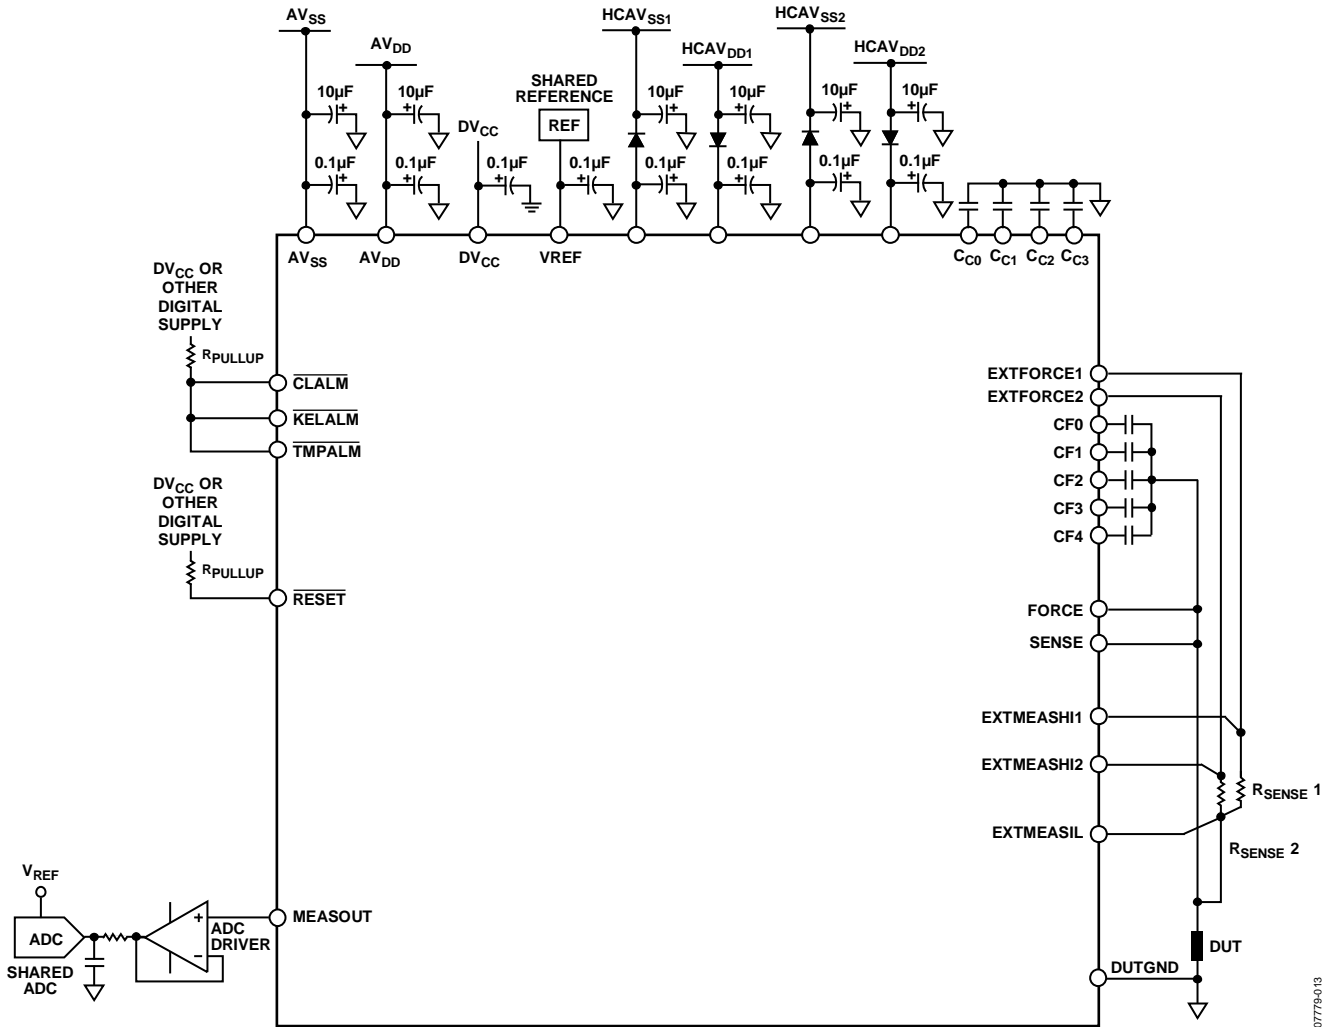 AVSS
AVDD
HCAVSS1
HCAVDD1
HCAVSS2
HCAVDD2
10µF
10µF
SHARED
REFERENCE
REF
10µF
10µF
10µF
10µF
DVCC
0.1µF
0.1µF
0.1µF
0.1µF
0.1µF
0.1µF
0.1µF
0.1µF
AVSS
AVDD
DVCC
VREF
CC0
CC1
CC2
CC3
DVCC OR
OTHER
DIGITAL
SUPPLY
RPULLUP
CLALM
KELALM
TMPALM
DVCC OR
OTHER
DIGITAL
SUPPLY
RPULLUP
RESET
EXTFORCE1
EXTFORCE2
CF0
CF1
CF2
CF3
CF4
FORCE
SENSE
EXTMEASHI1
EXTMEASHI2
EXTMEASIL
RSENSE 1
RSENSE 2
VREF
ADC
SHARED
ADC
+
–
ADC
DRIVER
MEASOUT
DUTGND
DUT
07779-013